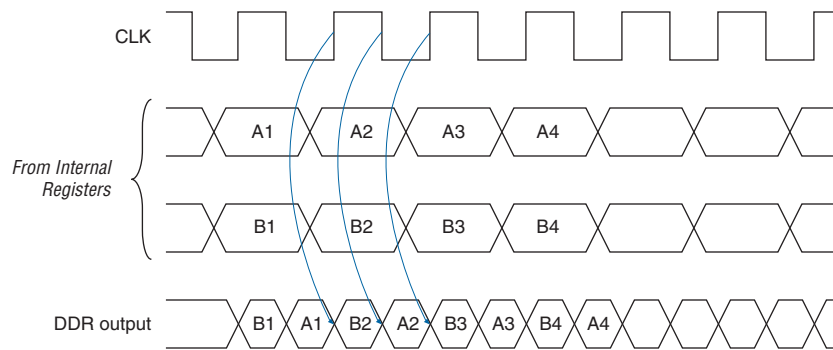 CLK
A1 A2 A3 A4
From Internal
Registers
B1 B2 B3 B4
DDR output B1 A1 B2 A2 B3 A3 B4 A4